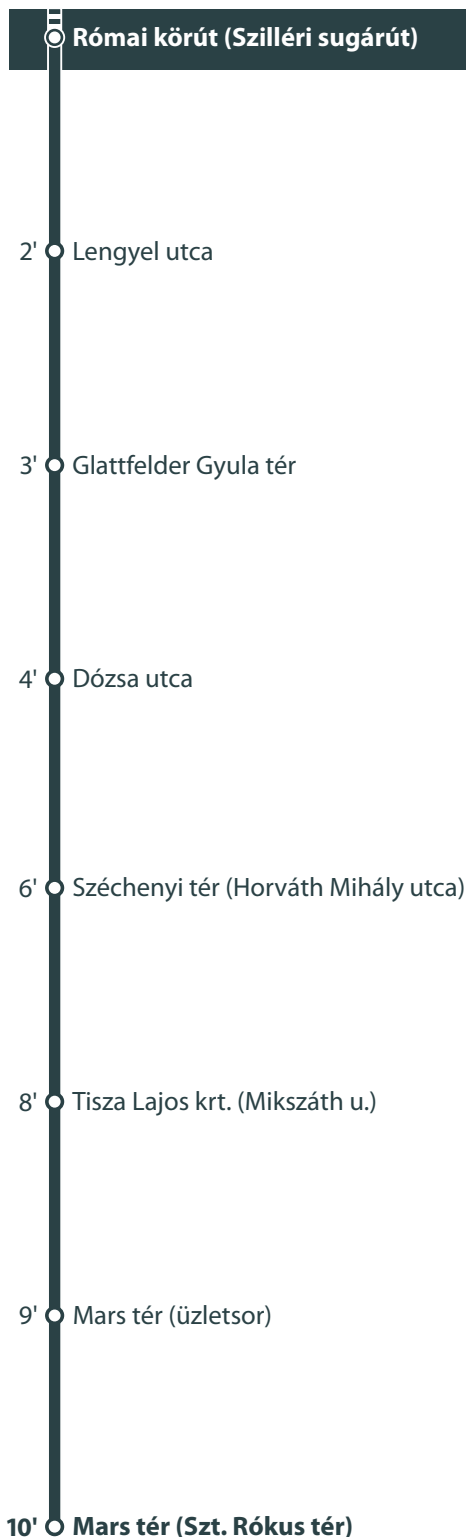 Római körút (Szilléri sugárút)
2' Lengyel utca
3' Glattfelder Gyula tér
4' Dózsa utca
6' Széchenyi tér (Horváth Mihály utca)
8' Tisza Lajos krt. (Mikszáth u.)
9' Mars tér (üzletsor)
10' Mars tér (Szt. Rókus tér)